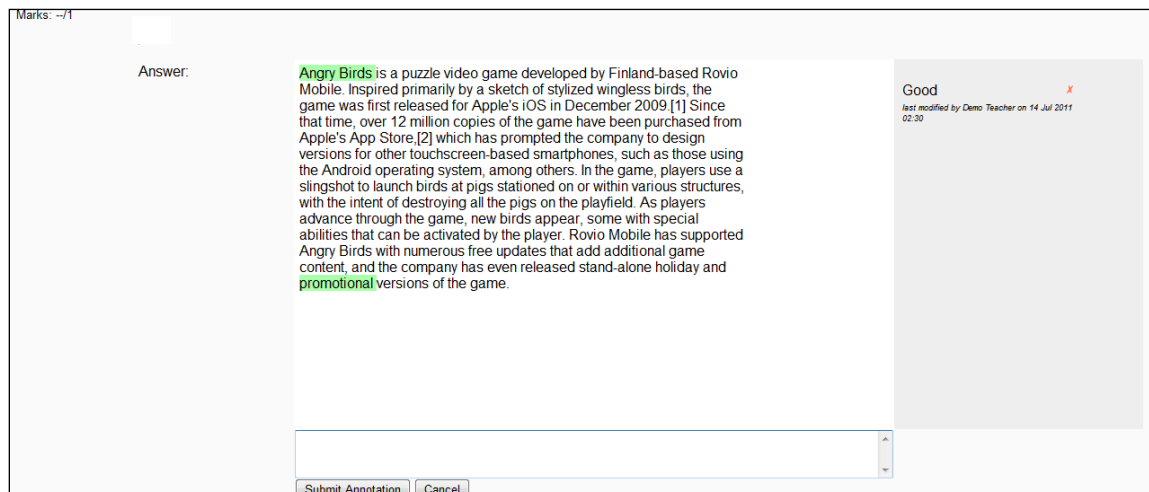 Marks: --/1
Answer:
Angry Birds is a puzzle video game developed by Finland-based Rovio
Mobile. Inspired primarily by a sketch of stylized wingless birds, the
game was first released for Apple's iOS in December 2009.[1] Since
that time, over 12 million copies of the game have been purchased from
Apple's App Store,[2] which has prompted the company to design
versions for other touchscreen-based smartphones, such as those using
the Android operating system, among others. In the game, players use a
slingshot to launch birds at pigs stationed on or within various structures,
with the intent of destroying all the pigs on the playfield. As players
advance through the game, new birds appear, some with special
abilities that can be activated by the player. Rovio Mobile has supported
Angry Birds with numerous free updates that add additional game
content, and the company has even released stand-alone holiday and
promotional versions of the game.
Good x
last modified by Demo Teacher on 14 Jul 2011
02:30
Submit Annotation Cancel